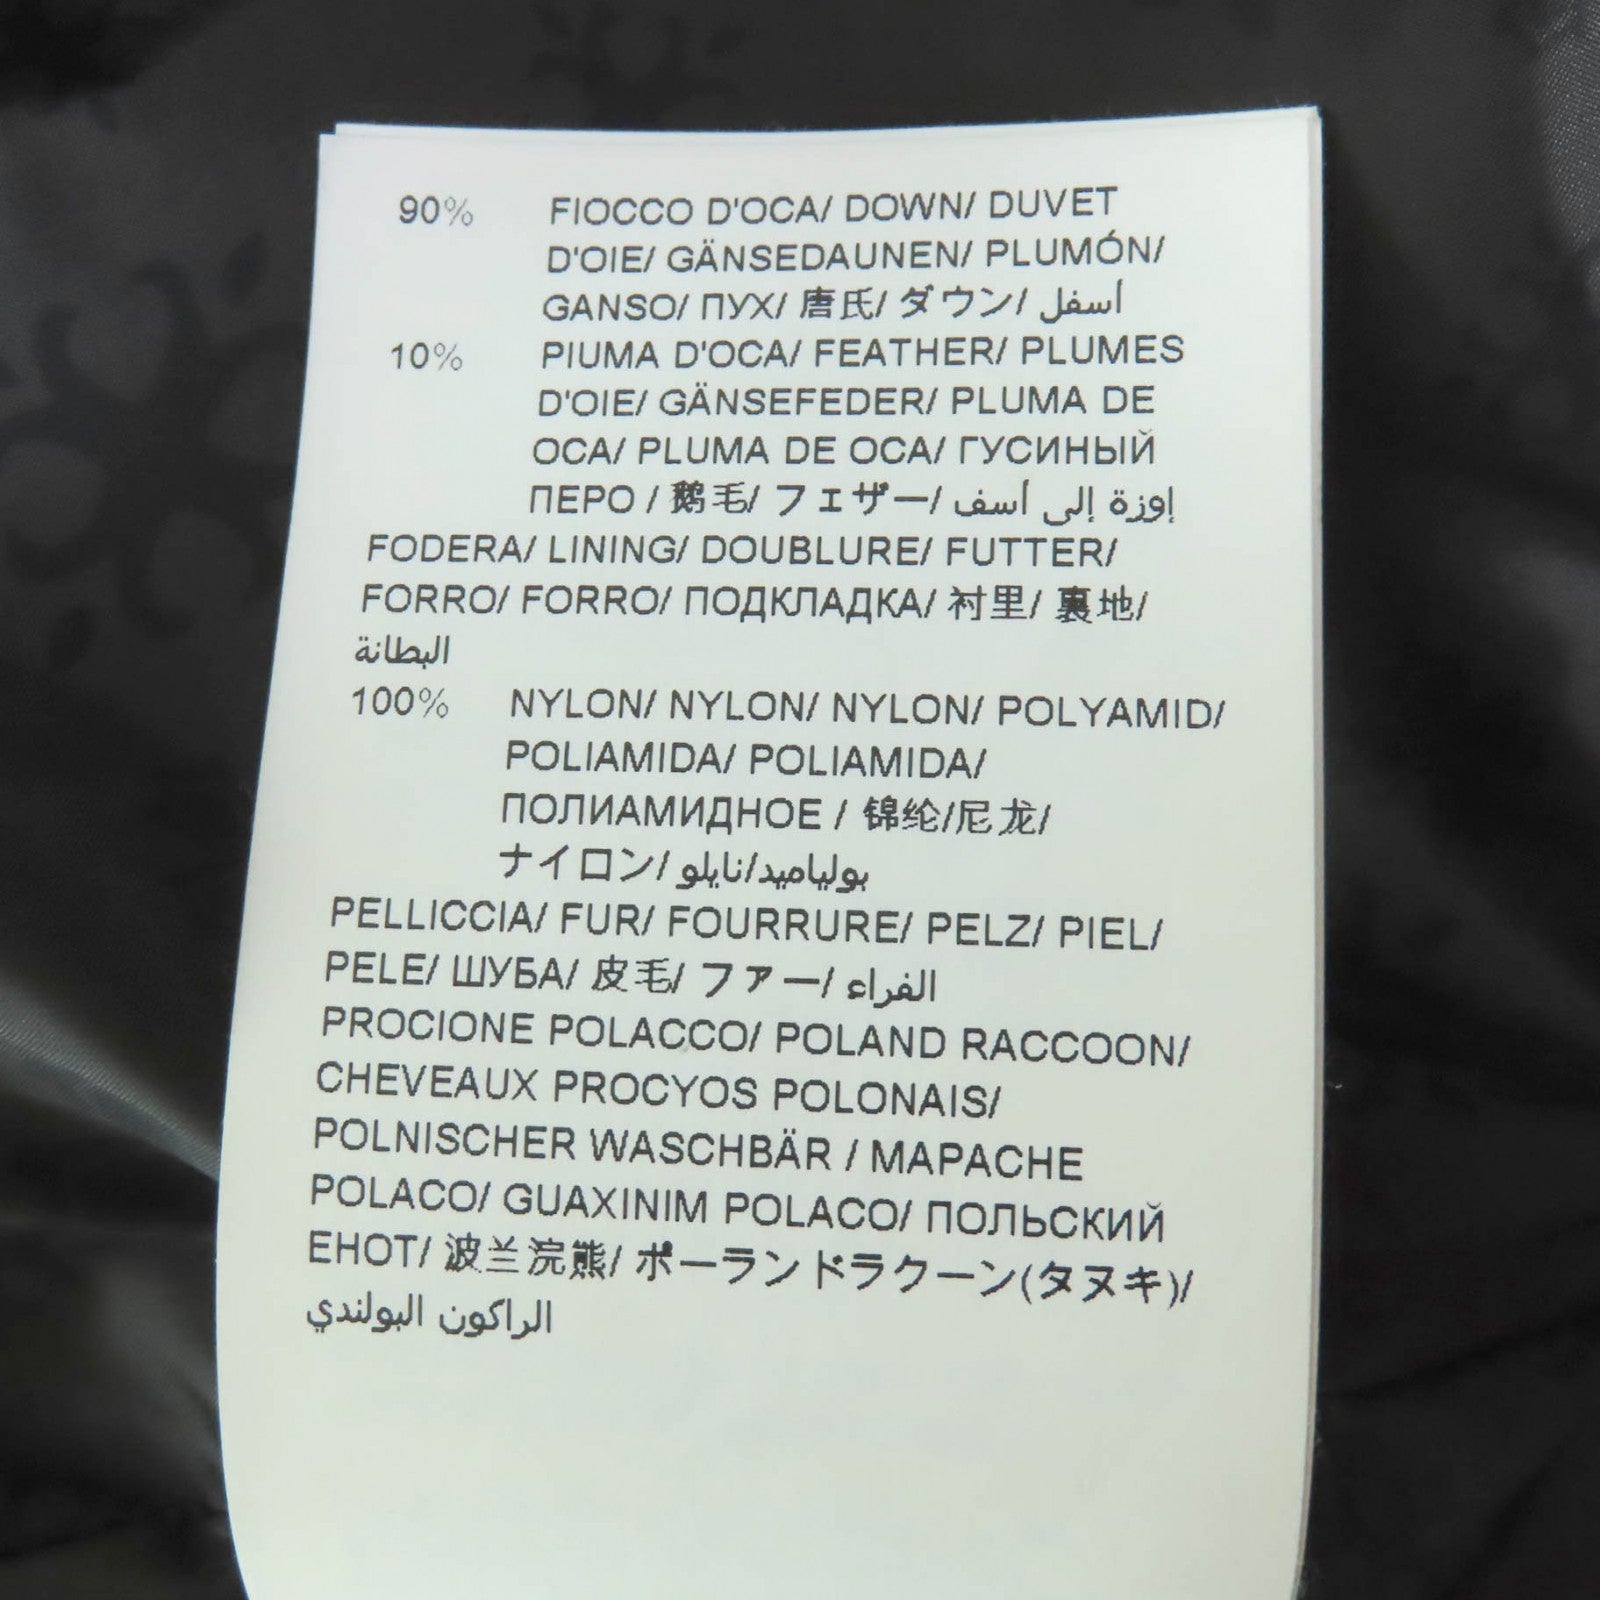 90% FIOCCO D'OCA/ DOWN/ DUVET
D'OIE/ GÄNSEDAUNEN/ PLUMÓN/
GANSO/ ПУХ/ 唐氏/ ダウン/ أسفل
10% PIUMA D'OCA/ FEATHER/ PLUMES
D'OIE/ GÄNSEFEDER/ PLUMA DE
OCA/ PLUMA DE OCA/ ГУСИНЫЙ
ПЕРО / 鹅毛/ フェザー/ إوزة إلى أسف
FODERA/ LINING/ DOUBLURE/ FUTTER/
FORRO/ FORRO/ ПОДКЛАДКА/ 衬里/ 裏地/
البطانة
100% NYLON/ NYLON/ NYLON/ POLYAMID/
POLIAMIDA/ POLIAMIDA/
ПОЛИАМИДНОЕ / 锦纶/尼龙/
ナイロン/ بولياميد/نايلو
PELLICCIA/ FUR/ FOURRURE/ PELZ/ PIEL/
PELE/ ШУБА/ 皮毛/ ファー/ الفراء
PROCIONE POLACCO/ POLAND RACCOON/
CHEVEAUX PROCYOS POLONAIS/
POLNISCHER WASCHBÄR / MAPACHE
POLACO/ GUAXINIM POLACO/ ПОЛЬСКИЙ
ЕНОТ/ 波兰浣熊/ ポーランドラクーン(タヌキ)/
الراكون البولندي